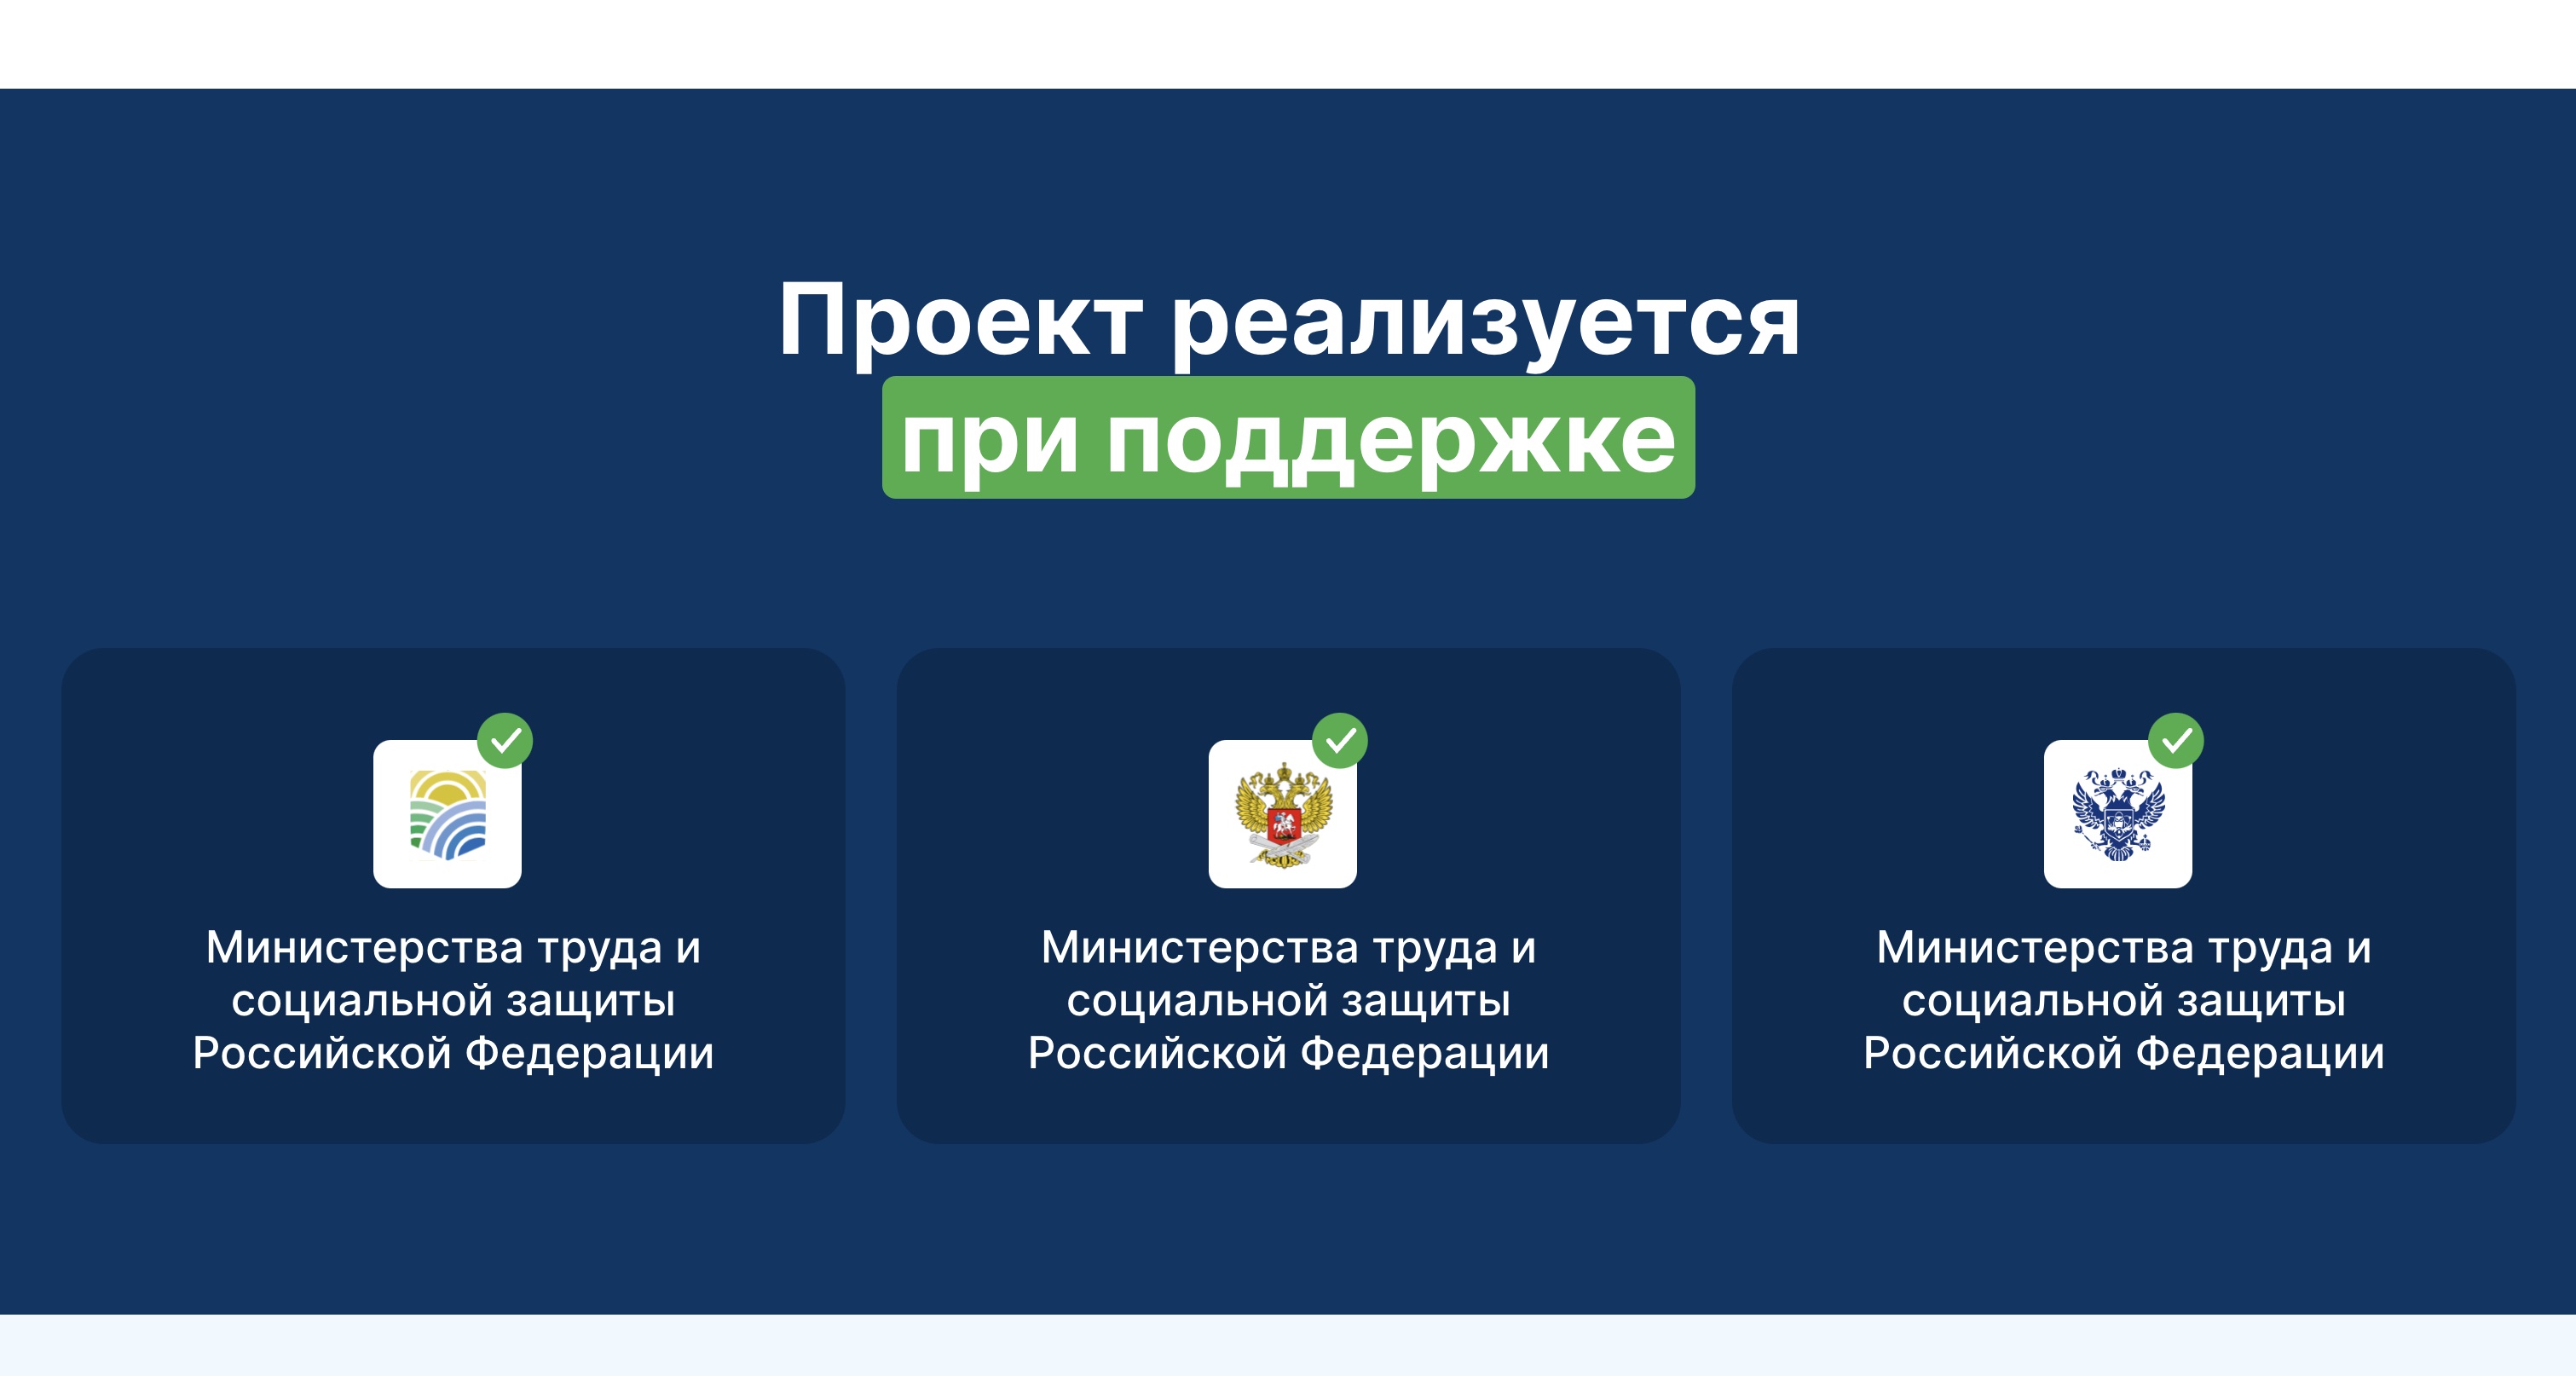 Проект реализуется
при поддержке
Министерства труда и
социальной защиты
Российской Федерации
Министерства труда и
социальной защиты
Российской Федерации
Министерства труда и
социальной защиты
Российской Федерации